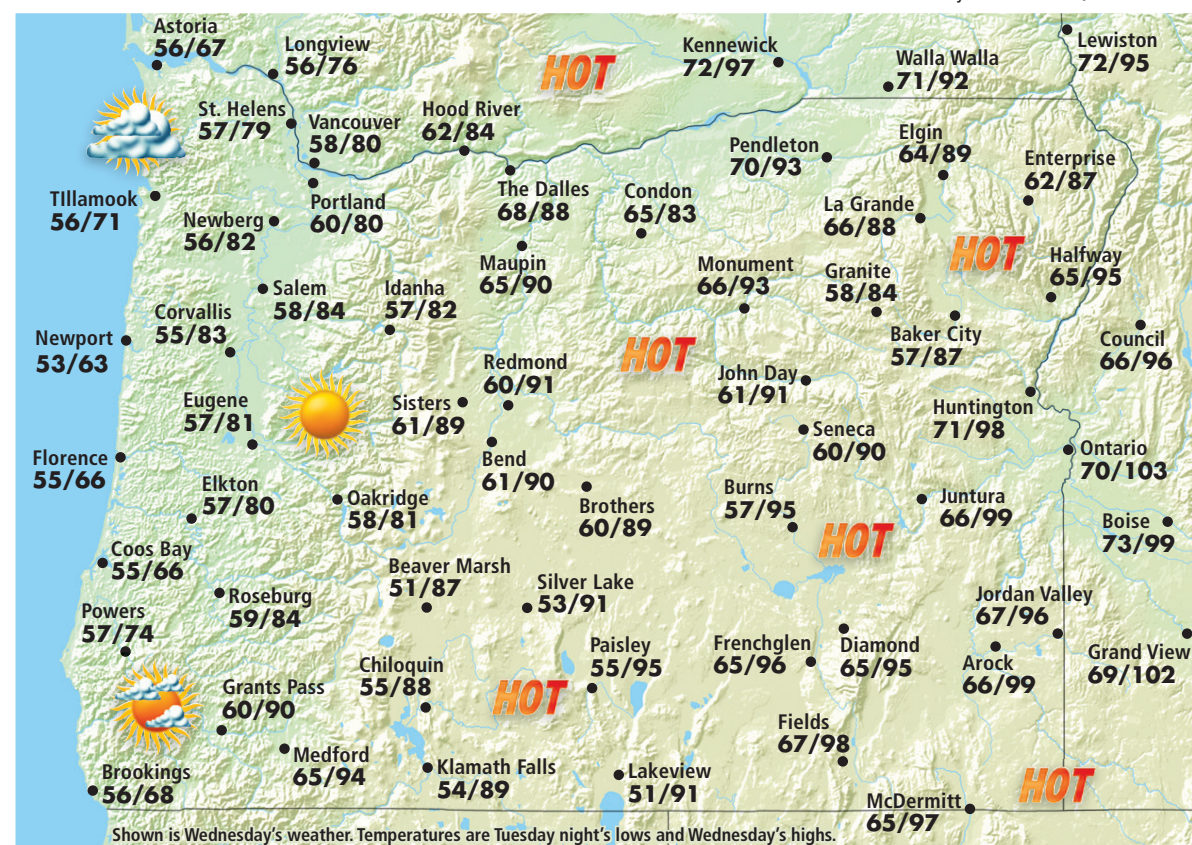 Astoria
56/67
Longview
56/76
HOT
Kennewick
72/97
Walla Walla
71/92
Lewiston
72/95
St. Helens
57/79
Vancouver
58/80
Hood River
62/84
Pendleton
70/93
Elgin
64/89
Enterprise
62/87
TIllamook
56/71
Newberg
56/82
Portland
60/80
The Dalles
68/88
Condon
65/83
La Grande
66/88
HOT
Maupin
65/90
Monument
66/93
Granite
58/84
Halfway
65/95
Salem
58/84
Idanha
57/82
Corvallis
55/83
Newport
53/63
HOT
Baker City
57/87
Council
66/96
Redmond
60/91
John Day
61/91
Eugene
57/81
Sisters
61/89
Huntington
71/98
Seneca
60/90
Florence
55/66
Bend
61/90
Ontario
70/103
Elkton
57/80
Oakridge
58/81
Brothers
60/89
Burns
57/95
Juntura
66/99
Boise
73/99
HOT
Coos Bay
55/66
Beaver Marsh
51/87
Silver Lake
53/91
Roseburg
59/84
Jordan Valley
67/96
Powers
57/74
Paisley
55/95
Frenchglen
65/96
Diamond
65/95
Arock
66/99
Grand View
69/102
Chiloquin
55/88
HOT
Grants Pass
60/90
Fields
67/98
Medford
65/94
Klamath Falls
54/89
Lakeview
51/91
HOT
Brookings
56/68
McDermitt
65/97
Shown is Wednesday's weather. Temperatures are Tuesday night's lows and Wednesday's highs.